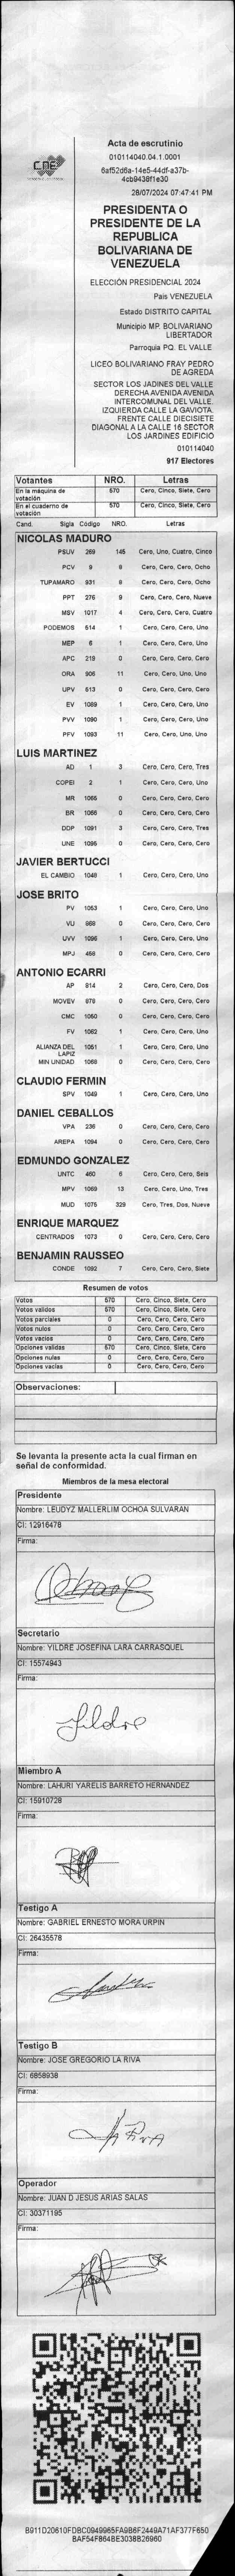 Acta de escrutinio
010114040.04.1.0001
6af52d6a-14e5-44df-a37b-
4cb9436f1e30
28/07/2024 07:47:41 PM
CNE
PRESIDENTA O
PRESIDENTE DE LA
REPUBLICA
BOLIVARIANA DE
VENEZUELA
ELECCIÓN PRESIDENCIAL 2024
Pais VENEZUELA
Estado DISTRITO CAPITAL
Municipio MP. BOLIVARIANO
LIBERTADOR
Parroquia PQ. EL VALLE
LICEO BOLIVARIANO FRAY PEDRO
DE AGREDA
SECTOR LOS JADINES DEL VALLE
DERECHA AVENIDA AVENIDA
INTERCOMUNAL DEL VALLE.
IZQUIERDA CALLE LA GAVIOTA.
FRENTE CALLE DIECISIETE
DIAGONAL A LA CALLE 16 SECTOR
LOS JARDINES EDIFICIO
010114040
917 Electores
Votantes NRO. Letras
En la máquina de votación 570 Cero, Cinco, Siete, Cero
En el cuaderno de votación 570 Cero, Cinco, Siete, Cero
Cand. Sigla Código NRO. Letras
NICOLAS MADURO
PSUV 269 145 Cero, Uno, Cuatro, Cinco
PCV 9 8 Cero, Cero, Cero, Ocho
TUPAMARO 931 8 Cero, Cero, Cero, Ocho
PPT 276 9 Cero, Cero, Cero, Nueve
MSV 1017 4 Cero, Cero, Cero, Cuatro
PODEMOS 514 1 Cero, Cero, Cero, Uno
MEP 6 1 Cero, Cero, Cero, Uno
APC 219 0 Cero, Cero, Cero, Cero
ORA 906 11 Cero, Cero, Uno, Uno
UPV 513 0 Cero, Cero, Cero, Cero
EV 1089 1 Cero, Cero, Cero, Uno
PVV 1090 1 Cero, Cero, Cero, Uno
PFV 1093 11 Cero, Cero, Uno, Uno
LUIS MARTINEZ
AD 1 3 Cero, Cero, Cero, Tres
COPEI 2 1 Cero, Cero, Cero, Uno
MR 1065 0 Cero, Cero, Cero, Cero
BR 1066 0 Cero, Cero, Cero, Cero
DDP 1091 3 Cero, Cero, Cero, Tres
UNE 1095 0 Cero, Cero, Cero, Cero
JAVIER BERTUCCI
EL CAMBIO 1048 1 Cero, Cero, Cero, Uno
JOSE BRITO
PV 1053 1 Cero, Cero, Cero, Uno
VU 968 0 Cero, Cero, Cero, Cero
UVV 1096 1 Cero, Cero, Cero, Uno
MPJ 458 0 Cero, Cero, Cero, Cero
ANTONIO ECARRI
AP 814 2 Cero, Cero, Cero, Dos
MOVEV 878 0 Cero, Cero, Cero, Cero
CMC 1050 0 Cero, Cero, Cero, Cero
FV 1062 1 Cero, Cero, Cero, Uno
ALIANZA DEL LAPIZ 1051 1 Cero, Cero, Cero, Uno
MIN UNIDAD 1068 0 Cero, Cero, Cero, Cero
CLAUDIO FERMIN
SPV 1049 1 Cero, Cero, Cero, Uno
DANIEL CEBALLOS
VPA 236 0 Cero, Cero, Cero, Cero
AREPA 1094 0 Cero, Cero, Cero, Cero
EDMUNDO GONZALEZ
UNTC 460 6 Cero, Cero, Cero, Seis
MPV 1069 13 Cero, Cero, Uno, Tres
MUD 1075 329 Cero, Tres, Dos, Nueve
ENRIQUE MARQUEZ
CENTRADOS 1073 0 Cero, Cero, Cero, Cero
BENJAMIN RAUSSEO
CONDE 1092 7 Cero, Cero, Cero, Siete
Resumen de votos
Votos 570 Cero, Cinco, Siete, Cero
Votos validos 570 Cero, Cinco, Siete, Cero
Votos parciales 0 Cero, Cero, Cero, Cero
Votos nulos 0 Cero, Cero, Cero, Cero
Votos vacios 0 Cero, Cero, Cero, Cero
Opciones validas 570 Cero, Cinco, Siete, Cero
Opciones nulas 0 Cero, Cero, Cero, Cero
Opciones vacias 0 Cero, Cero, Cero, Cero
Observaciones:
Se levanta la presente acta la cual firman en
señal de conformidad.
Miembros de la mesa electoral
Presidente
Nombre: LEUDYZ MALLERLIM OCHOA SULVARAN
CI: 12916478
Firma:
Secretario
Nombre: YILDRE JOSEFINA LARA CARRASQUEL
CI: 15574943
Firma:
Yildre
Miembro A
Nombre: LAHURI YARELIS BARRETO HERNANDEZ
CI: 15910728
Firma:
Testigo A
Nombre: GABRIEL ERNESTO MORA URPIN
CI: 26435578
Firma:
Testigo B
Nombre: JOSE GREGORIO LA RIVA
CI: 6858938
Firma:
Operador
Nombre: JUAN D JESUS ARIAS SALAS
CI: 30371195
Firma:
B911D20610FDBC0949965FA9B6F2449A71AF377F650
BAF54F864BE3038B26960